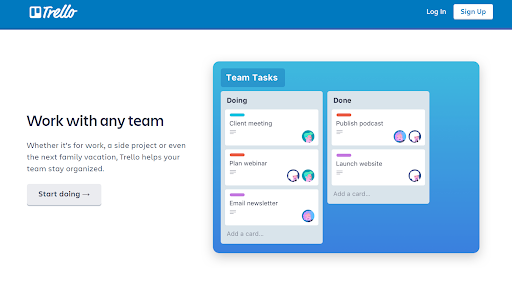 Trello
Log In
Sign Up
Work with any team
Whether it's for work, a side project or even
the next family vacation, Trello helps your
team stay organized.
Start doing →
Team Tasks
Doing
Client meeting
Plan webinar
Email newsletter
Add a card...
Done
Publish podcast
Launch website
Add a card...